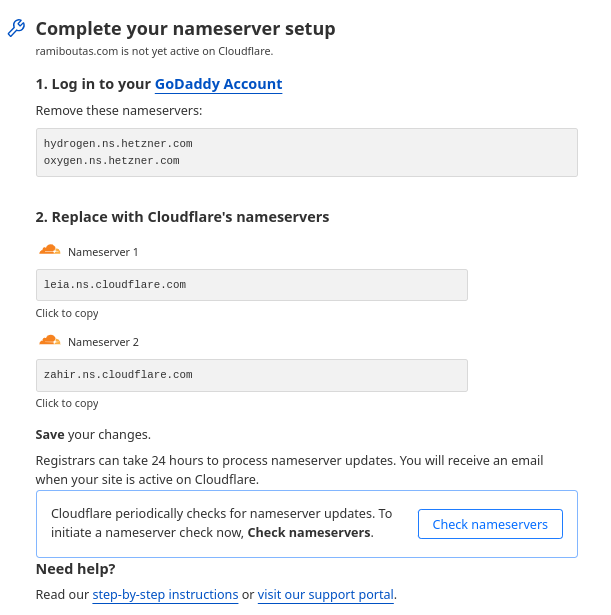 Complete your nameserver setup
ramiboutas.com is not yet active on Cloudflare.
1. Log in to your GoDaddy Account
Remove these nameservers:
hydrogen.ns.hetzner.com
oxygen.ns.hetzner.com
2. Replace with Cloudflare's nameservers
Nameserver 1
leia.ns.cloudflare.com
Click to copy
Nameserver 2
zahir.ns.cloudflare.com
Click to copy
Save your changes.
Registrars can take 24 hours to process nameserver updates. You will receive an email
when your site is active on Cloudflare.
Cloudflare periodically checks for nameserver updates. To
initiate a nameserver check now, Check nameservers.
Check nameservers
Need help?
Read our step-by-step instructions or visit our support portal.